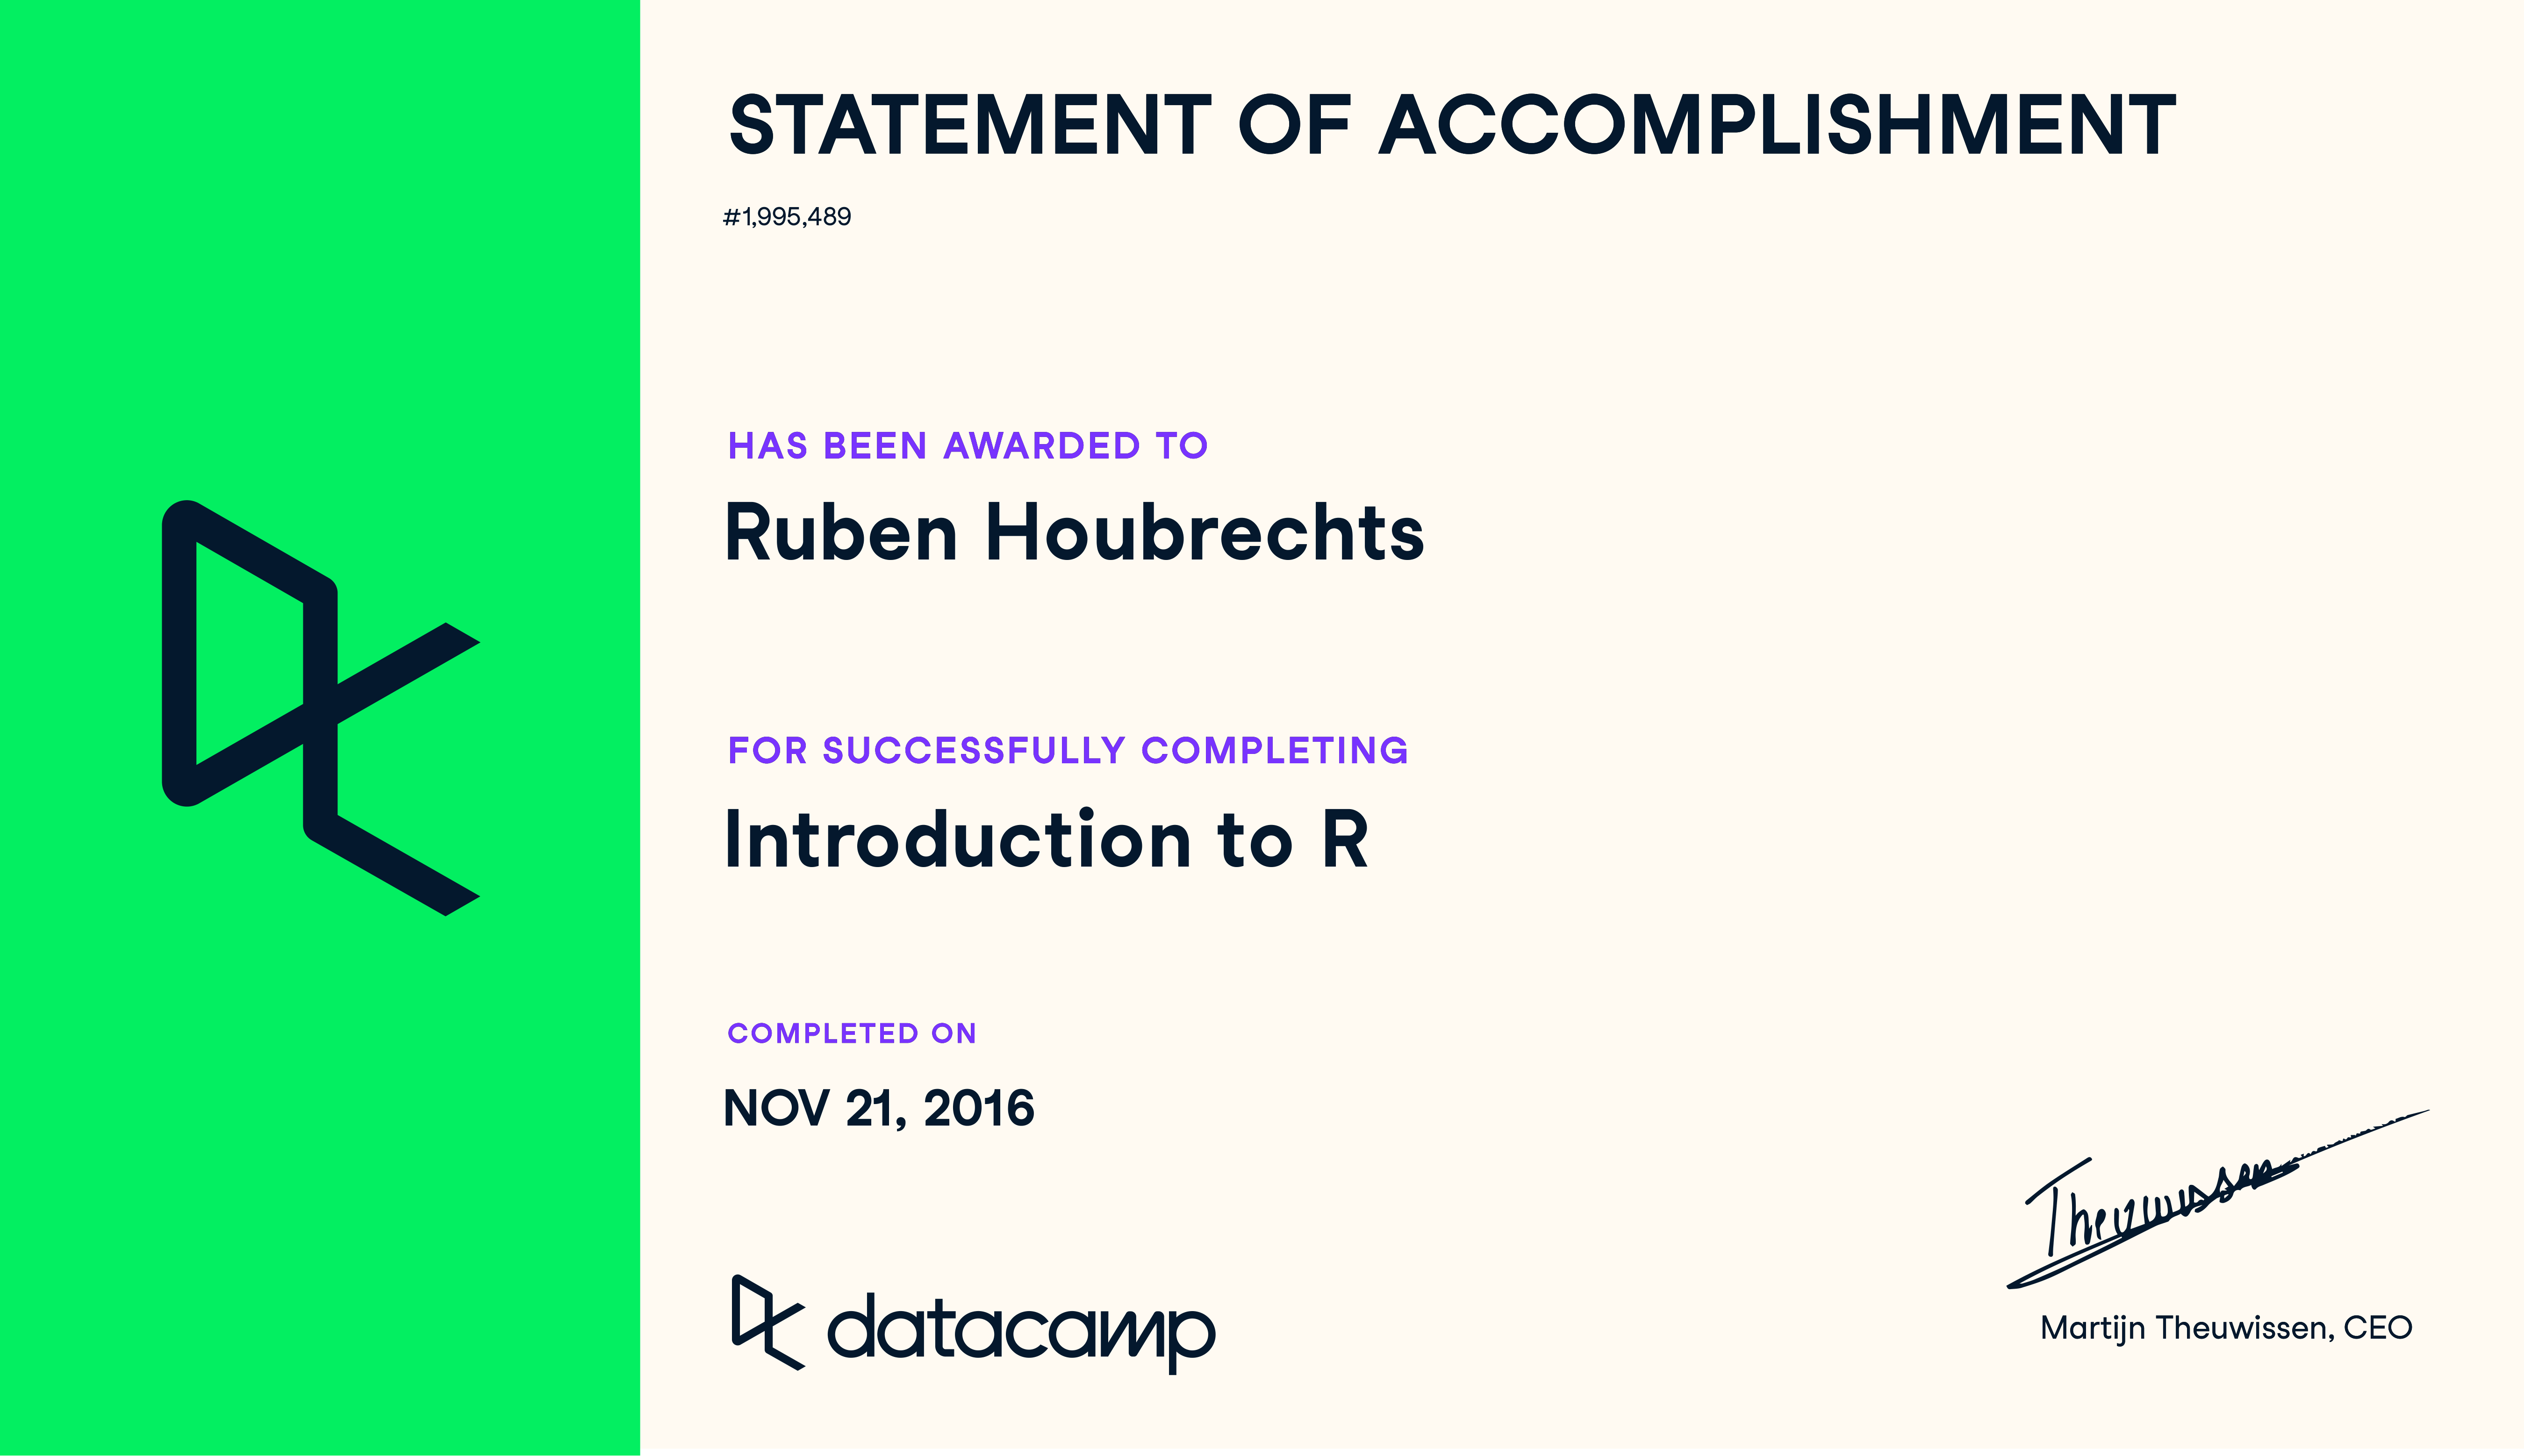 STATEMENT OF ACCOMPLISHMENT
#1,995,489
HAS BEEN AWARDED TO
Ruben Houbrechts
FOR SUCCESSFULLY COMPLETING
Introduction to R
COMPLETED ON
NOV 21, 2016
Theuwissen
datacamp
Martijn Theuwissen, CEO